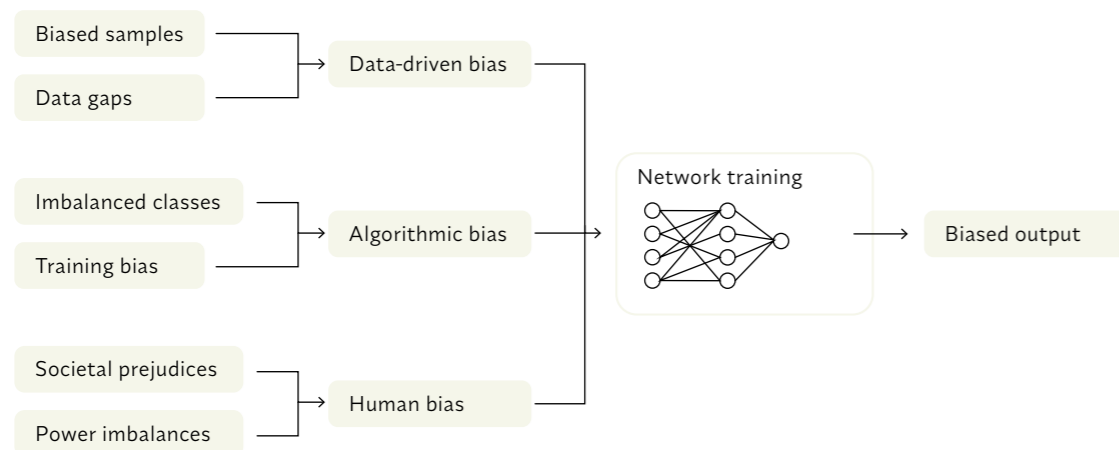 Biased samples
Data gaps
Data-driven bias
Imbalanced classes
Training bias
Algorithmic bias
Societal prejudices
Power imbalances
Human bias
Network training
Biased output